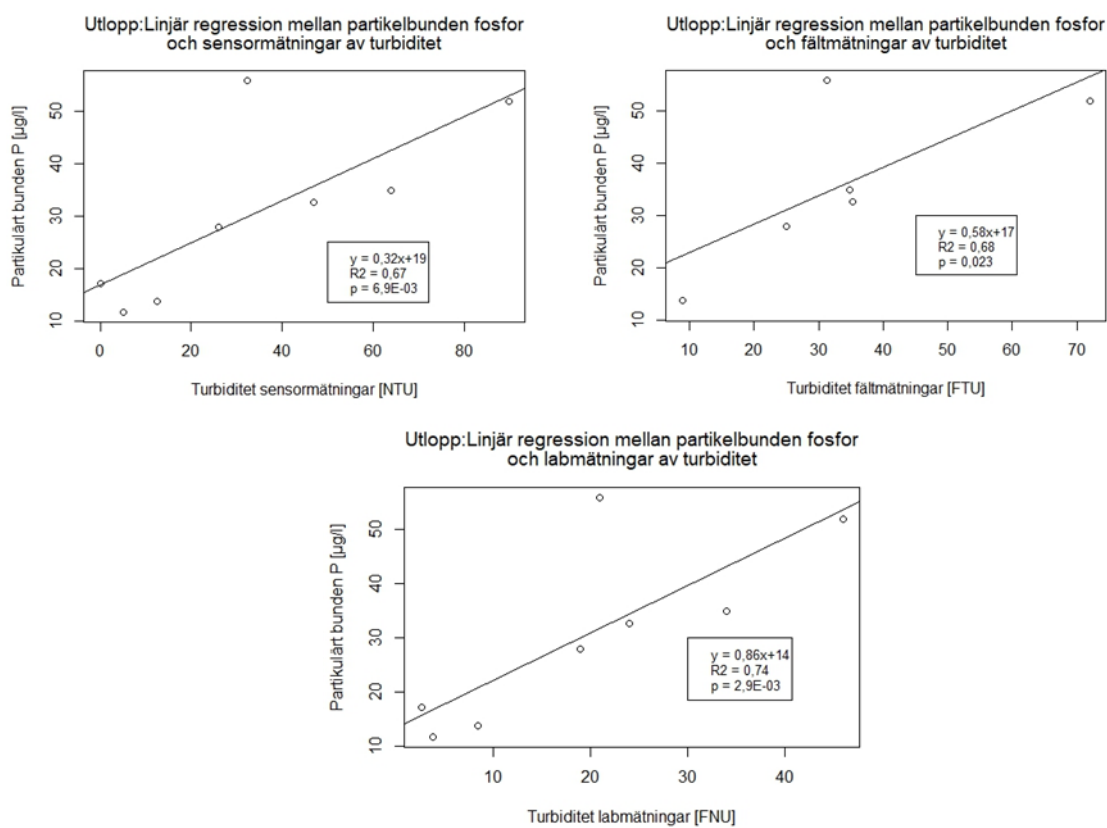 Utlopp:Linjär regression mellan partikelbunden fosfor
och sensormätningar av turbiditet
Partikulärt bunden P [µg/l]
50
40
30
20
10
y = 0,32x+19
R2 = 0,67
p = 6,9E-03
0 20 40 60 80
Turbiditet sensormätningar [NTU]
Utlopp:Linjär regression mellan partikelbunden fosfor
och fältmätningar av turbiditet
Partikulärt bunden P [µg/l]
50
40
30
20
10
y = 0,58x+17
R2 = 0,68
p = 0,023
10 20 30 40 50 60 70
Turbiditet fältmätningar [FTU]
Utlopp:Linjär regression mellan partikelbunden fosfor
och labmätningar av turbiditet
Partikulärt bunden P [µg/l]
50
40
30
20
10
y = 0,86x+14
R2 = 0,74
p = 2,9E-03
10 20 30 40
Turbiditet labmätningar [FNU]